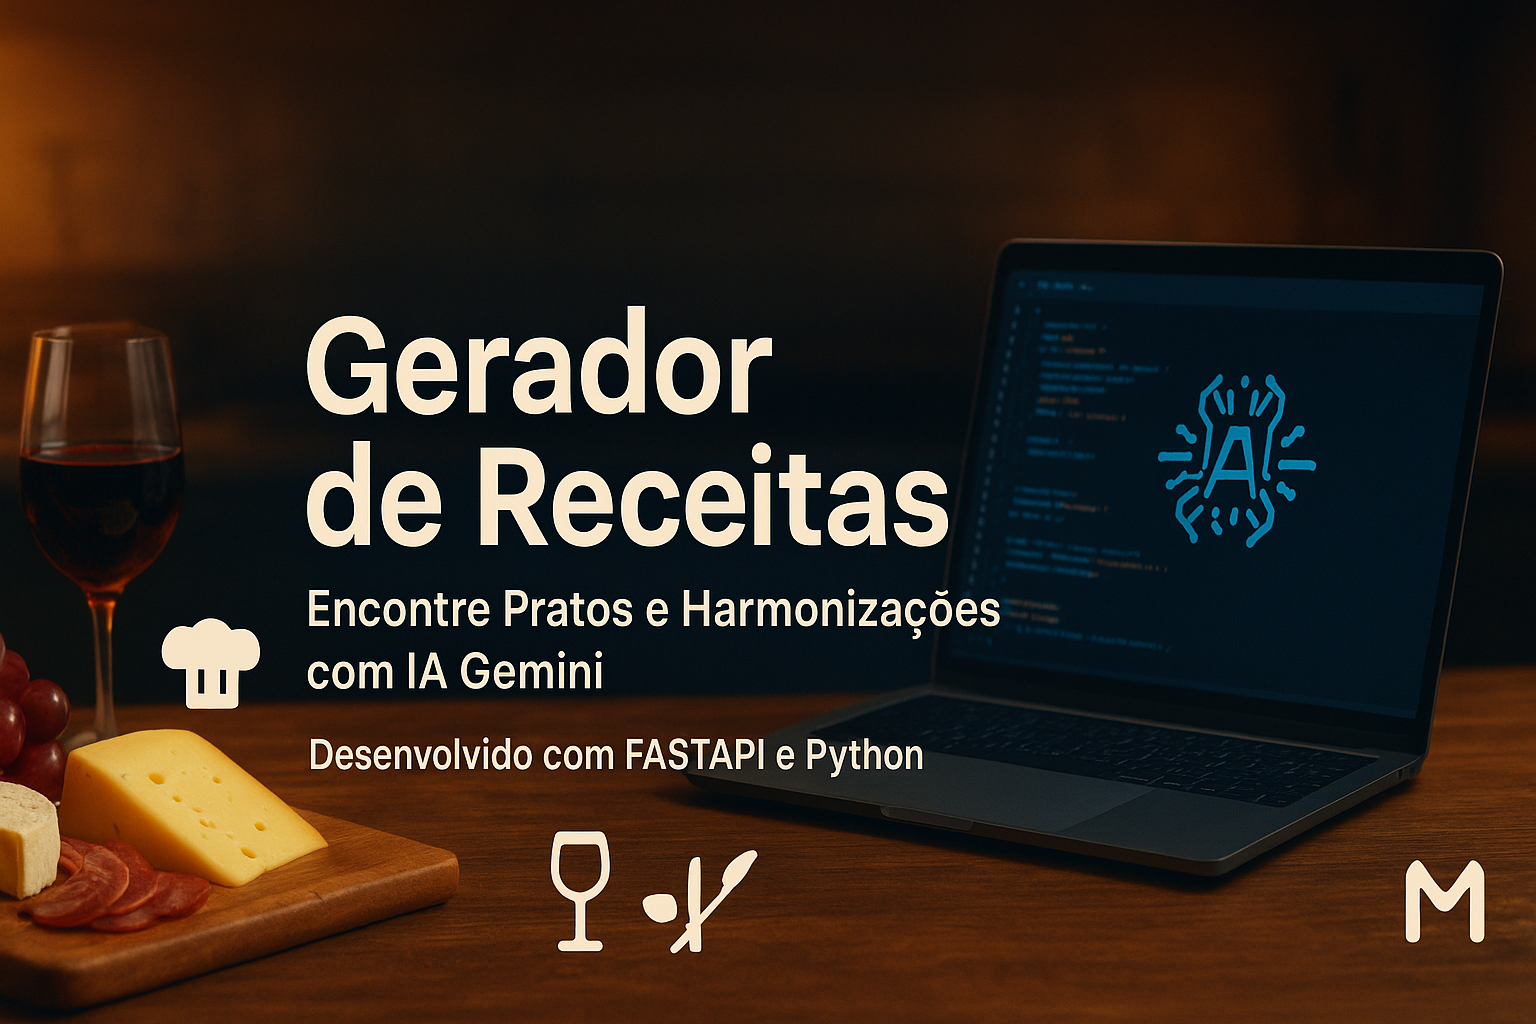 Gerador
de Receitas
Encontre Pratos e Harmonizações
com IA Gemini
Desenvolvido com FASTAPI e Python
A
M